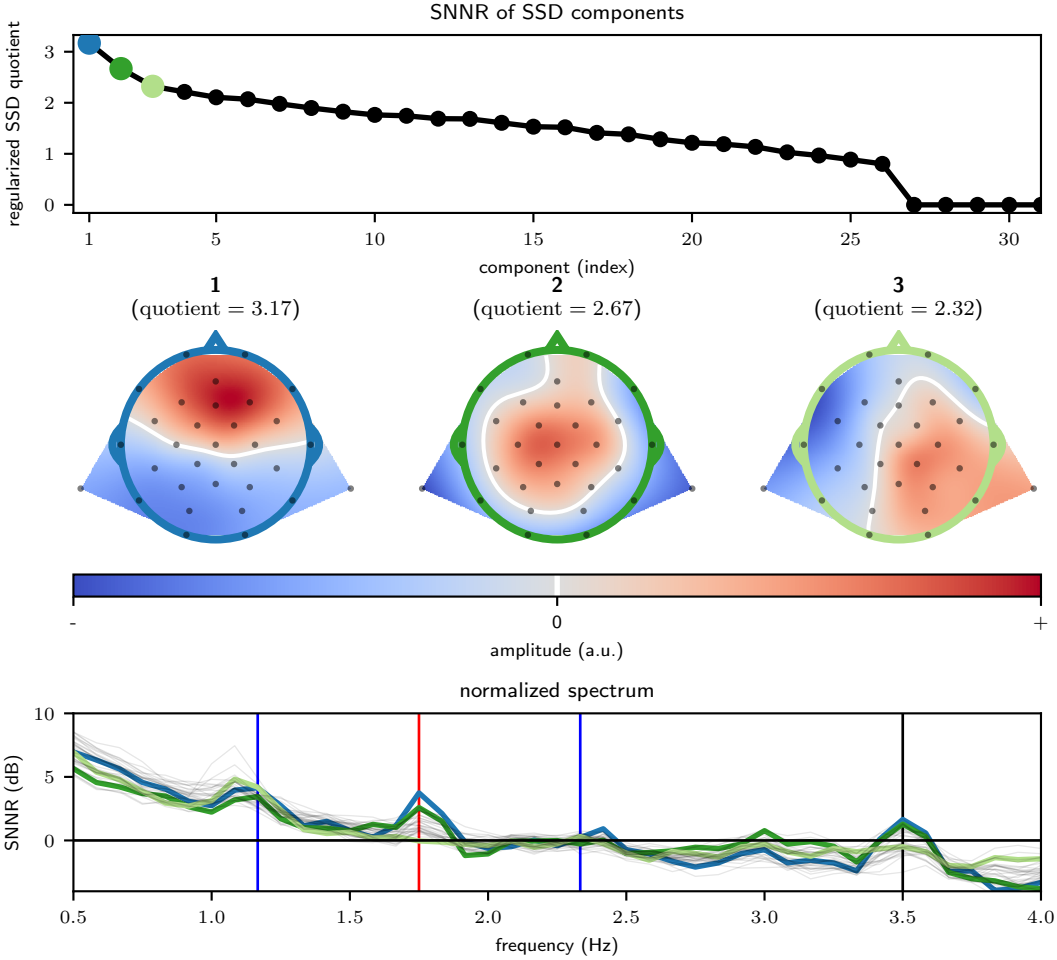 SNNR of SSD components
regularized SSD quotient
3
2
1
0
1 5 10 15 20 25 30
component (index)
1 2 3
(quotient = 3.17) (quotient = 2.67) (quotient = 2.32)
- 0 +
amplitude (a.u.)
normalized spectrum
SNNR (dB)
10
5
0
0.5 1.0 1.5 2.0 2.5 3.0 3.5 4.0
frequency (Hz)